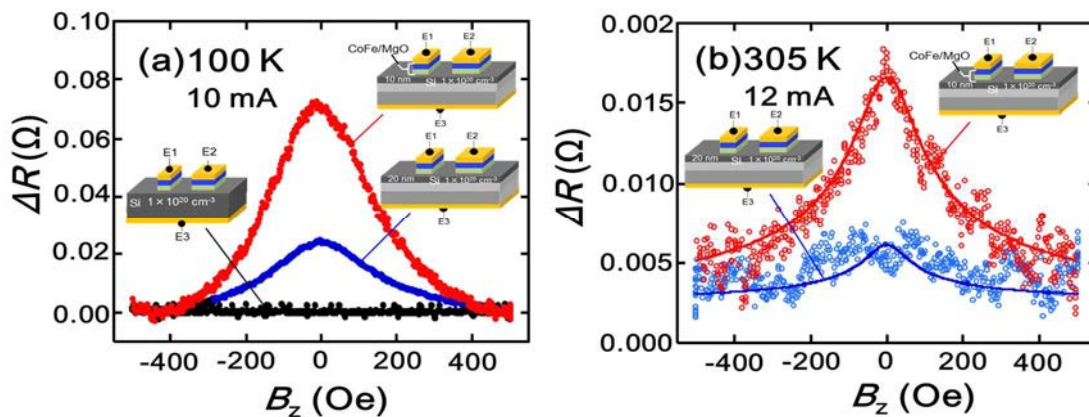 (a)100 K
10 mA
ΔR (Ω)
0.10
0.08
0.06
0.04
0.02
0.00
-400
-200
0
200
400
B_z (Oe)
CoFe/MgO
E1
E2
10 nm
Si 1×10²⁰ cm⁻³
E3
E1
E2
20 nm
Si 1×10²⁰ cm⁻³
E3
E1
E2
Si 1×10²⁰ cm⁻³
E3
(b)305 K
12 mA
ΔR (Ω)
0.002
0.015
0.010
0.005
0.000
-400
-200
0
200
400
B_z (Oe)
CoFe/MgO
E1
E2
10 nm
Si 1×10²⁰ cm⁻³
E3
E1
E2
20 nm
Si 1×10²⁰ cm⁻³
E3